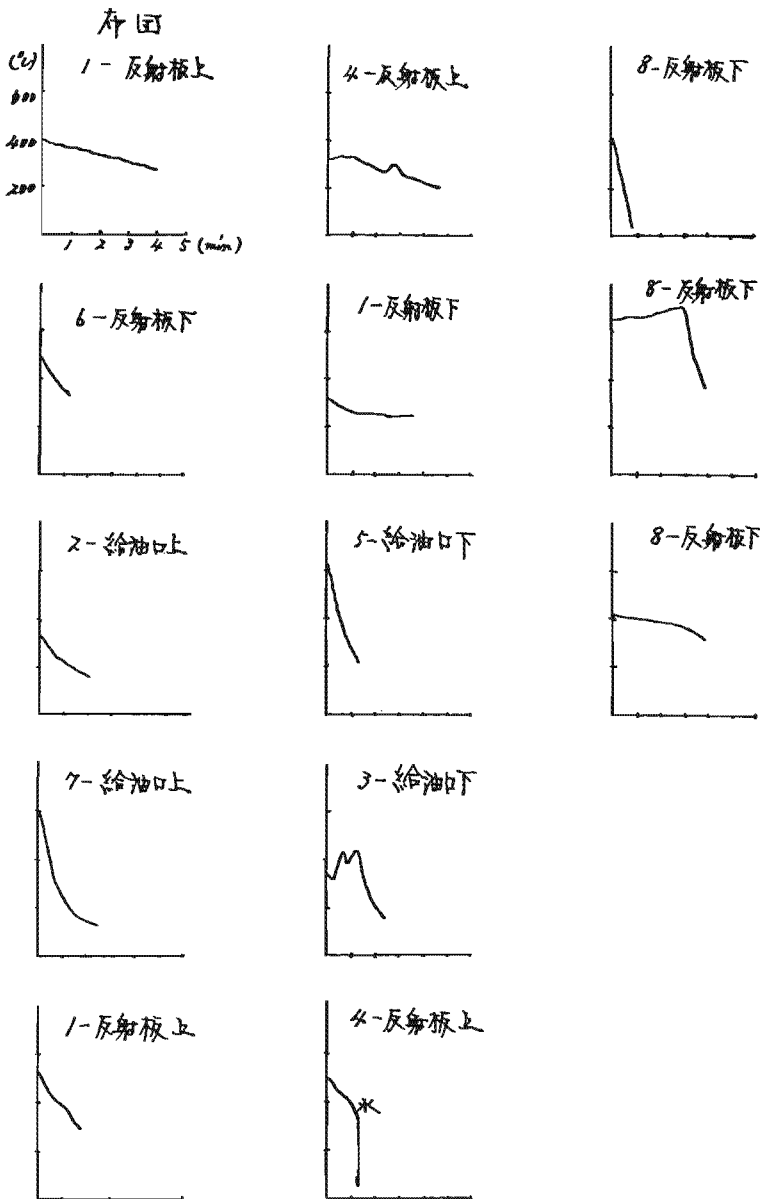 布団
(℃)
1-反射板上
4-反射板上
8-反射板下
600
400
200
1 2 3 4 5 (min)
6-反射板下
1-反射板下
8-反射板下
2-給油口上
5-給油口下
8-反射板下
7-給油口上
3-給油口下
1-反射板上
4-反射板上
水